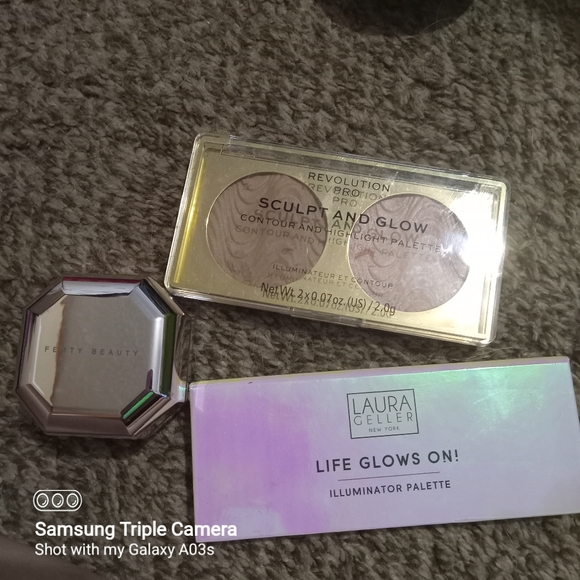 REVOLUTION
PRO
SCULPT AND GLOW
CONTOUR AND HIGHLIGHT PALETTE
ILLUMINATEUR ET CONTOUR
Net Wt. 2 x 0.07oz. (US) / 2.0g
FENTY BEAUTY
LAURA
GELLER
NEW YORK
LIFE GLOWS ON!
ILLUMINATOR PALETTE
Samsung Triple Camera
Shot with my Galaxy A03s